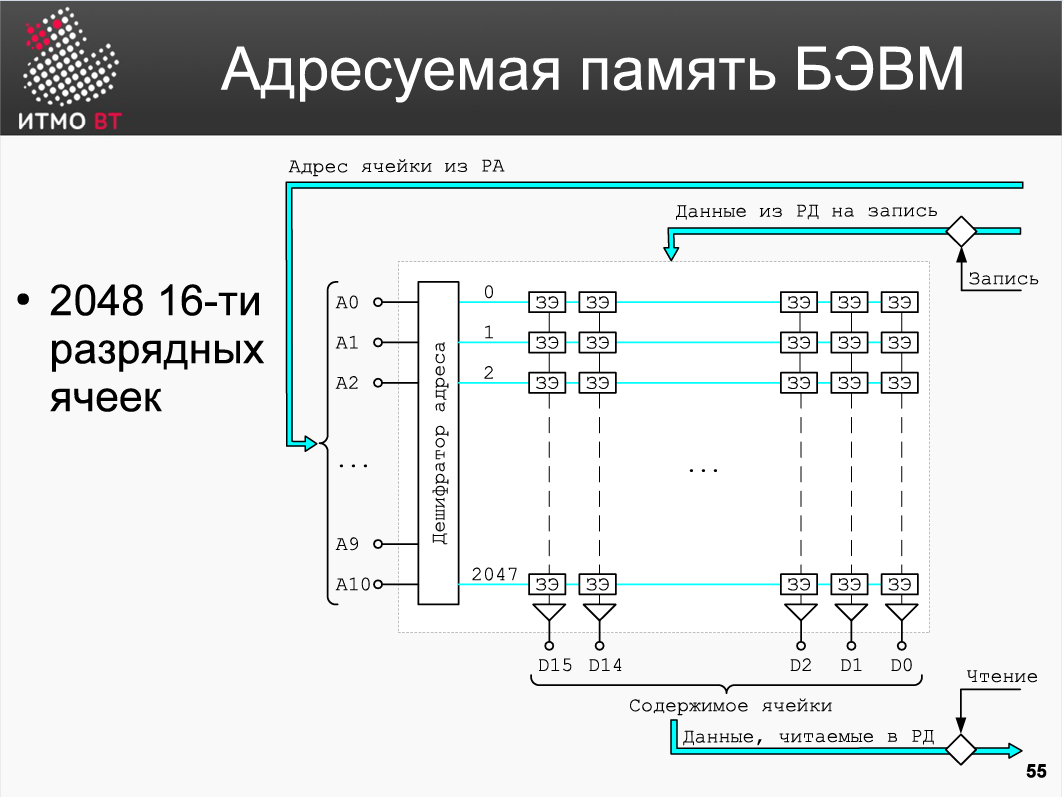 ИТМО ВТ
Адресуемая память БЭВМ
• 2048 16-ти
разрядных
ячеек
Адрес ячейки из РА
Данные из РД на запись
Запись
A0
A1
A2
...
A9
A10
Дешифратор адреса
0
ЗЭ ЗЭ ЗЭ ЗЭ ЗЭ
1
ЗЭ ЗЭ ЗЭ ЗЭ ЗЭ
2
ЗЭ ЗЭ ЗЭ ЗЭ ЗЭ
...
2047
ЗЭ ЗЭ ЗЭ ЗЭ ЗЭ
D15 D14 D2 D1 D0
Содержимое ячейки
Чтение
Данные, читаемые в РД
55